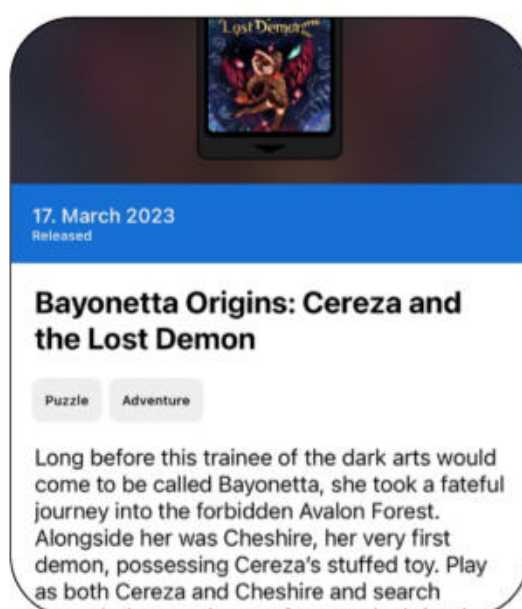 Lost Demon
17. March 2023
Released
Bayonetta Origins: Cereza and
the Lost Demon
Puzzle
Adventure
Long before this trainee of the dark arts would
come to be called Bayonetta, she took a fateful
journey into the forbidden Avalon Forest.
Alongside her was Cheshire, her very first
demon, possessing Cereza's stuffed toy. Play
as both Cereza and Cheshire and search